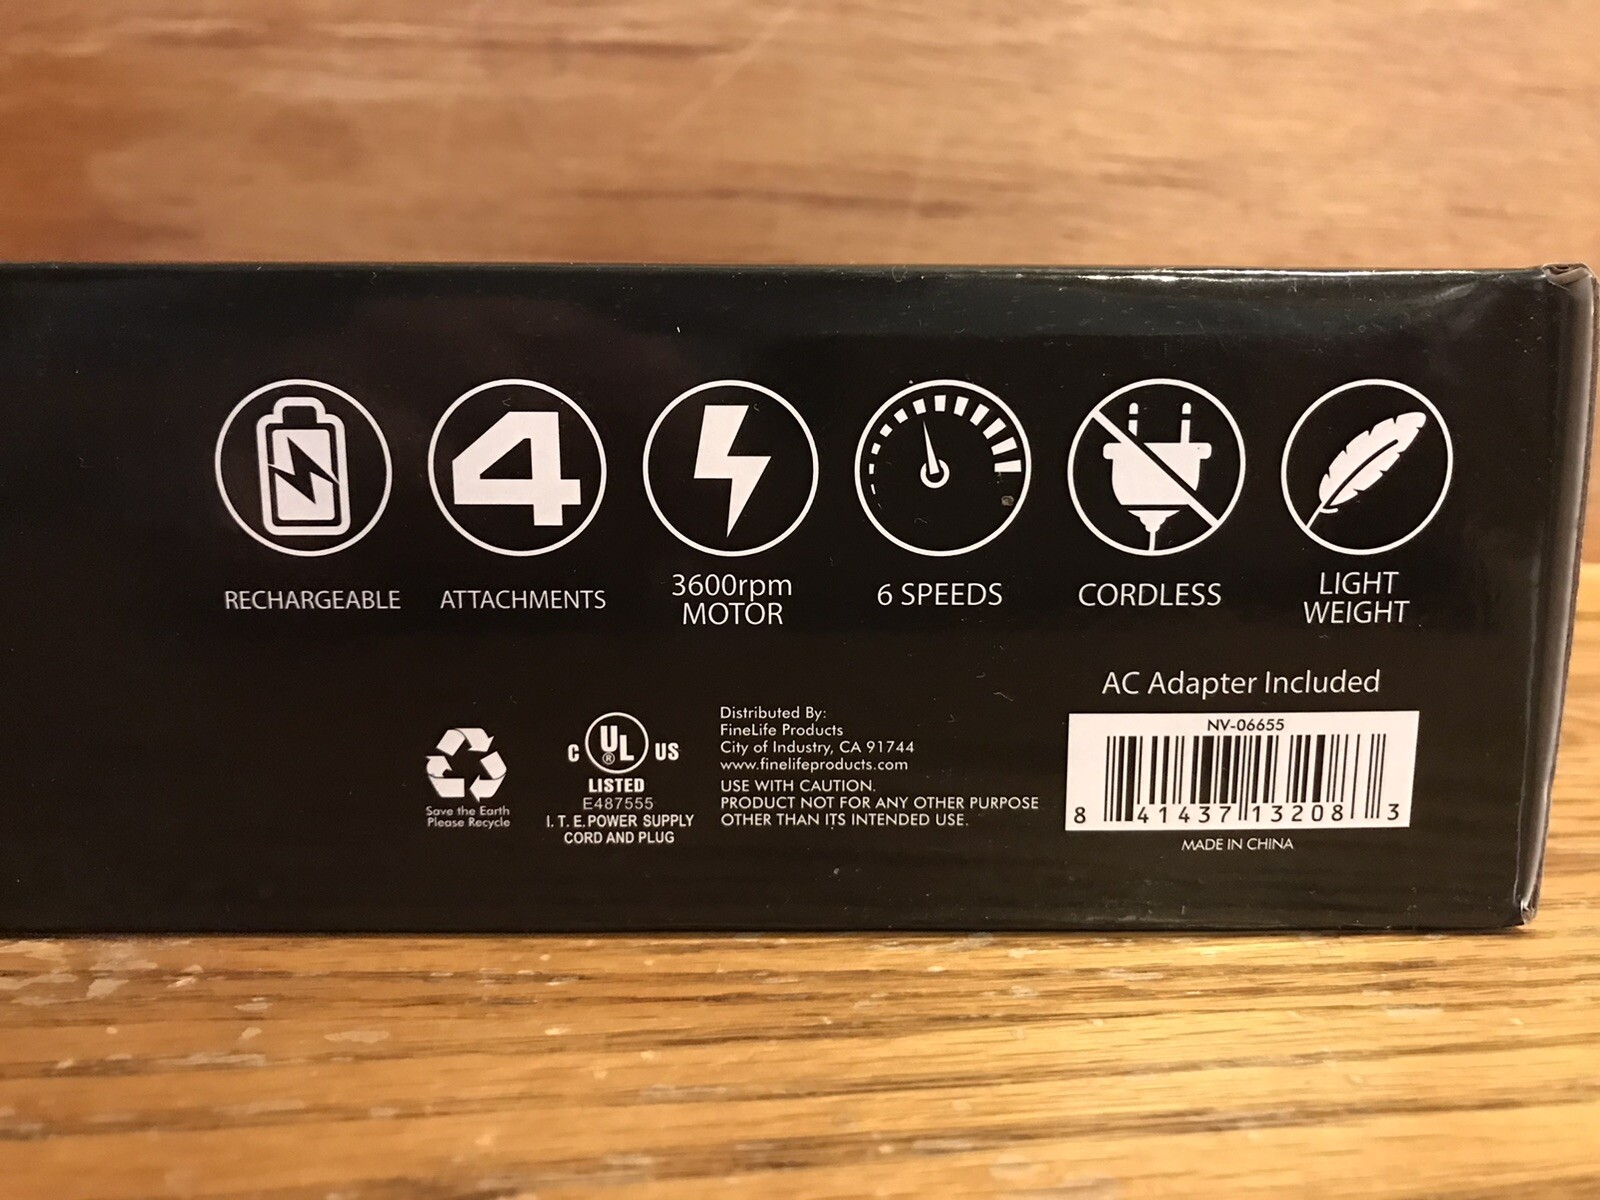 4
RECHARGEABLE
ATTACHMENTS
3600rpm
MOTOR
6 SPEEDS
CORDLESS
LIGHT
WEIGHT
AC Adapter Included
Save the Earth
Please Recycle
C UL ® US
LISTED
E487555
I. T. E. POWER SUPPLY
CORD AND PLUG
Distributed By:
FineLife Products
City of Industry, CA 91744
www.finelifeproducts.com
USE WITH CAUTION.
PRODUCT NOT FOR ANY OTHER PURPOSE
OTHER THAN ITS INTENDED USE.
NV-06655
8 41437 13208 3
MADE IN CHINA